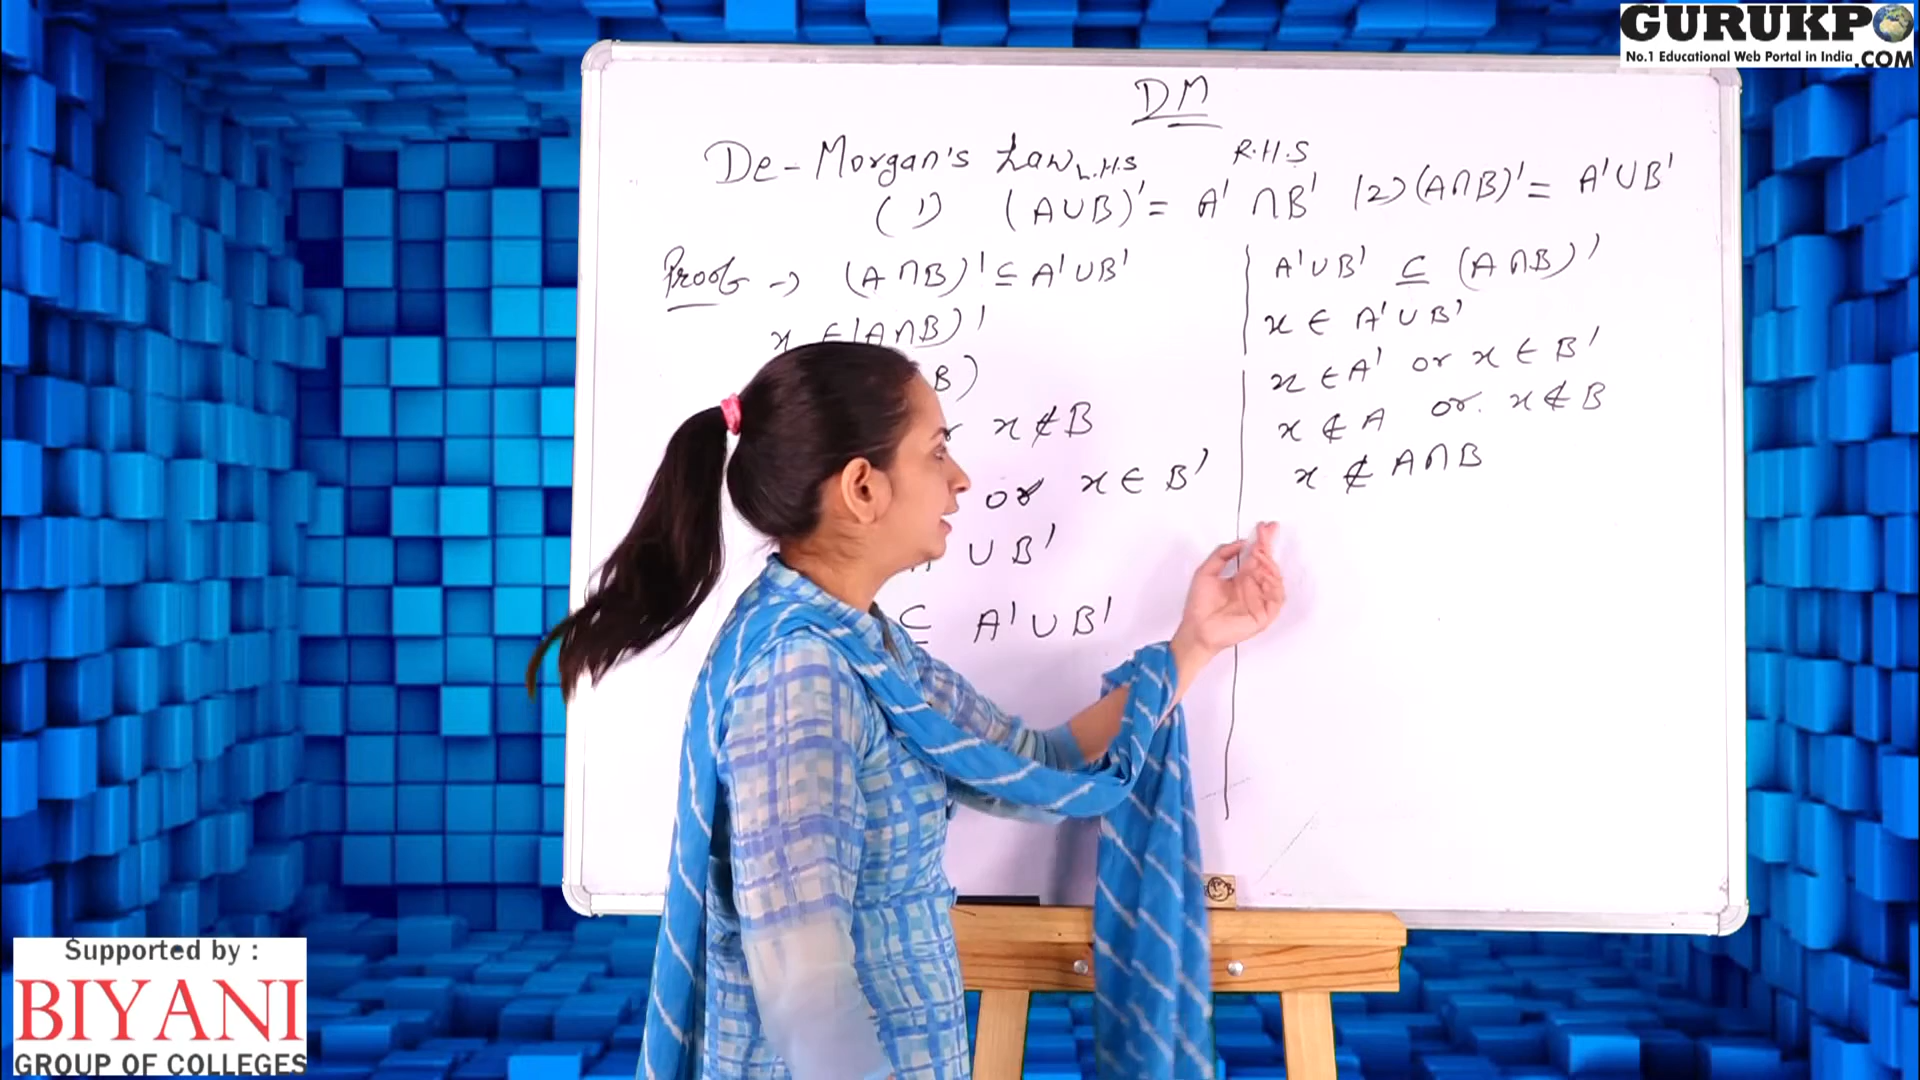 GURUKPO
No.1 Educational Web Portal in India .COM
DM
De-Morgan's Law L.H.S R.H.S
(1) (A∪B)' = A' ∩ B' (2) (A∩B)' = A'∪B'
Proof → (A∩B)' ⊆ A'∪B'
x ∈ (A∩B)'
B)
x ∉ B
or x ∈ B'
∪ B'
⊆ A'∪B'
A'∪B' ⊆ (A∩B)'
x ∈ A'∪B'
x ∈ A' or x ∈ B'
x ∉ A or x ∉ B
x ∉ A∩B
Supported by :
BIYANI
GROUP OF COLLEGES